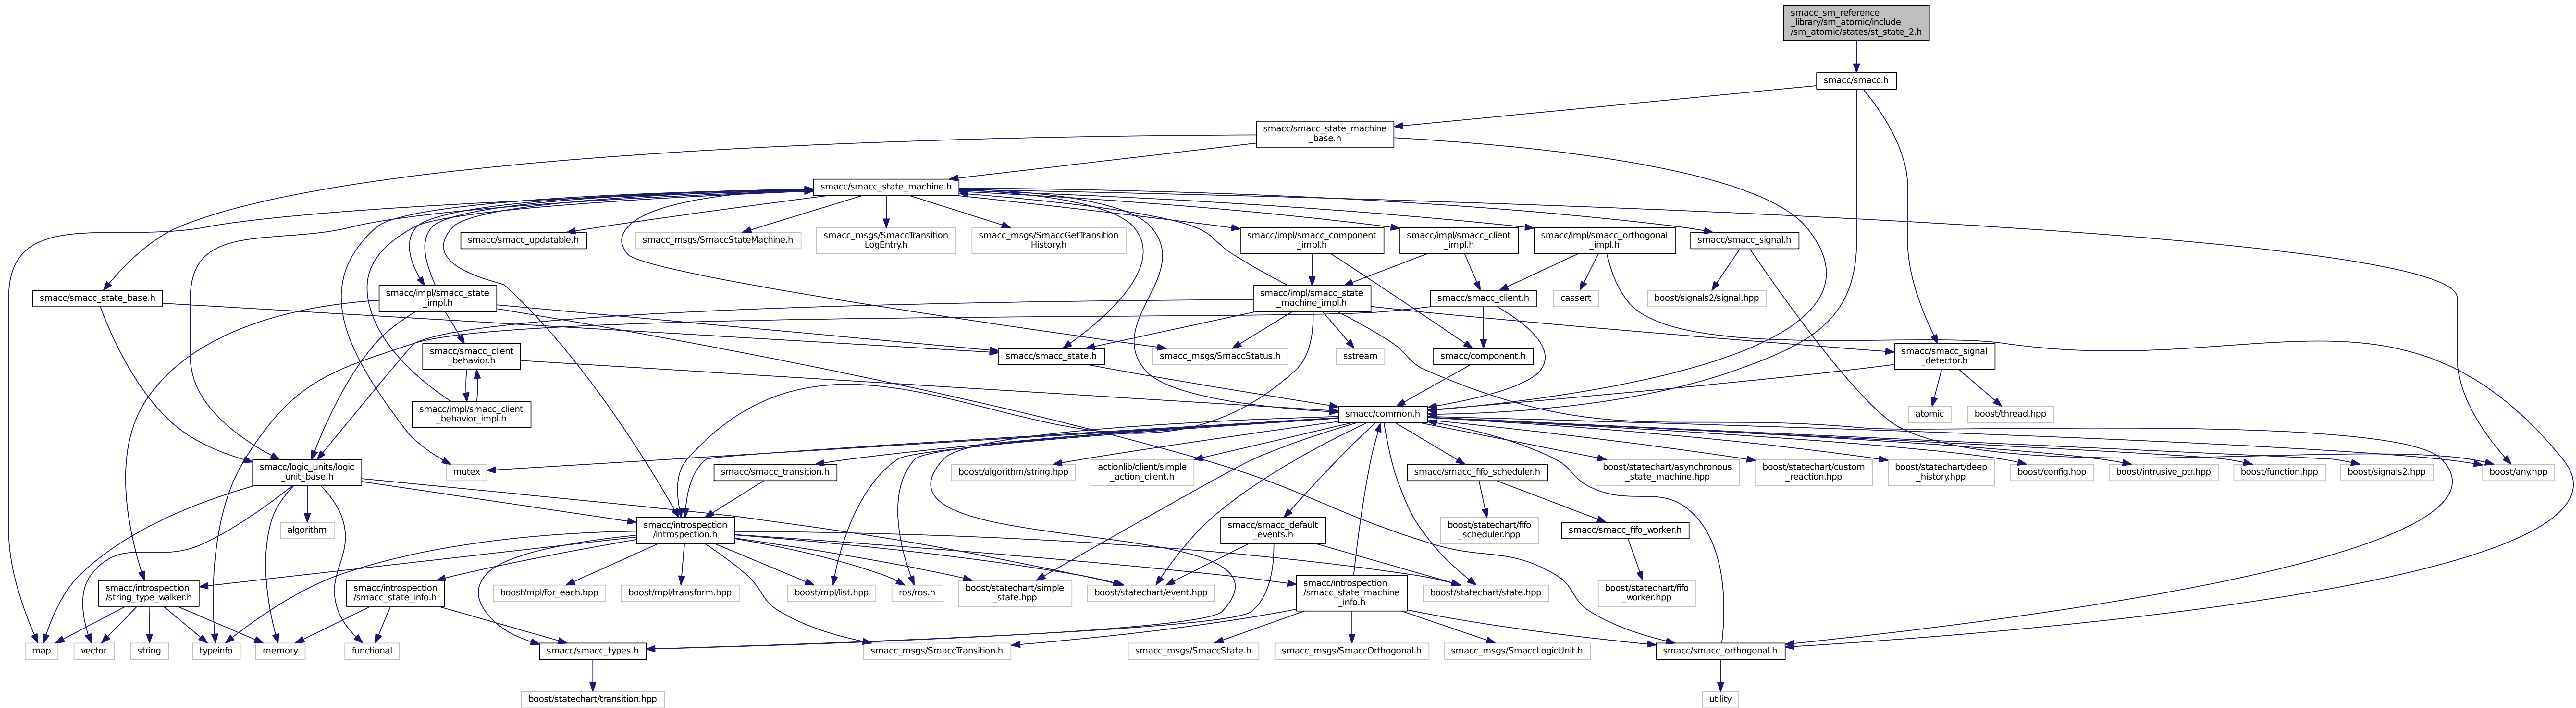 smacc_sm_reference
_library/sm_atomic/include
/sm_atomic/states/st_state_2.h
smacc/smacc.h
smacc/smacc_state_machine
_base.h
smacc/smacc_state_machine.h
smacc/smacc_updatable.h
smacc_msgs/SmaccStateMachine.h
smacc_msgs/SmaccTransition
LogEntry.h
smacc_msgs/SmaccGetTransition
History.h
smacc/impl/smacc_component
_impl.h
smacc/impl/smacc_client
_impl.h
smacc/impl/smacc_orthogonal
_impl.h
smacc/smacc_signal.h
smacc/smacc_state_base.h
smacc/impl/smacc_state
_impl.h
smacc/impl/smacc_state
_machine_impl.h
smacc/smacc_client.h
cassert
boost/signals2/signal.hpp
smacc/smacc_client
_behavior.h
smacc/smacc_state.h
smacc_msgs/SmaccStatus.h
sstream
smacc/component.h
smacc/smacc_signal
_detector.h
smacc/impl/smacc_client
_behavior_impl.h
smacc/common.h
atomic
boost/thread.hpp
smacc/logic_units/logic
_unit_base.h
mutex
smacc/smacc_transition.h
boost/algorithm/string.hpp
actionlib/client/simple
_action_client.h
smacc/smacc_fifo_scheduler.h
boost/statechart/asynchronous
_state_machine.hpp
boost/statechart/custom
_reaction.hpp
boost/statechart/deep
_history.hpp
boost/config.hpp
boost/intrusive_ptr.hpp
boost/function.hpp
boost/signals2.hpp
boost/any.hpp
algorithm
smacc/introspection
/introspection.h
smacc/smacc_default
_events.h
boost/statechart/fifo
_scheduler.hpp
smacc/smacc_fifo_worker.h
smacc/introspection
/string_type_walker.h
smacc/introspection
/smacc_state_info.h
boost/mpl/for_each.hpp
boost/mpl/transform.hpp
boost/mpl/list.hpp
ros/ros.h
boost/statechart/simple
_state.hpp
boost/statechart/event.hpp
smacc/introspection
/smacc_state_machine
_info.h
boost/statechart/state.hpp
boost/statechart/fifo
_worker.hpp
map
vector
string
typeinfo
memory
functional
smacc/smacc_types.h
smacc_msgs/SmaccTransition.h
smacc_msgs/SmaccState.h
smacc_msgs/SmaccOrthogonal.h
smacc_msgs/SmaccLogicUnit.h
smacc/smacc_orthogonal.h
boost/statechart/transition.hpp
utility